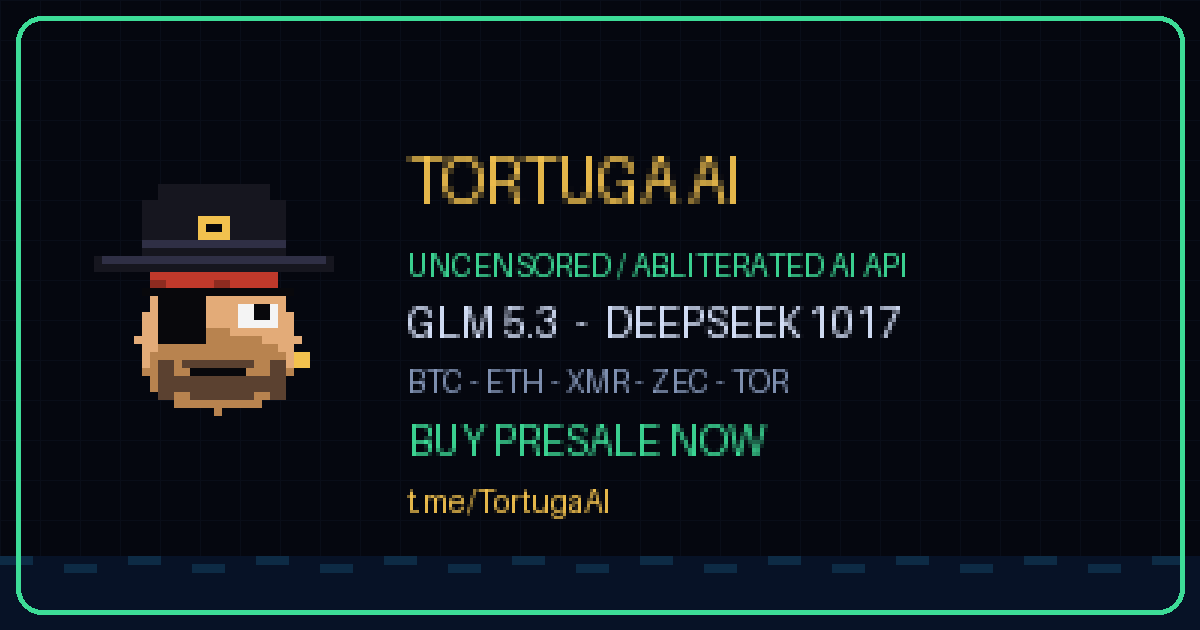 TORTUGA AI
UNCENSORED / ABLITERATED AI API
GLM 5.3 - DEEPSEEK 1017
BTC - ETH - XMR - ZEC - TOR
BUY PRESALE NOW
t.me/TortugaAI